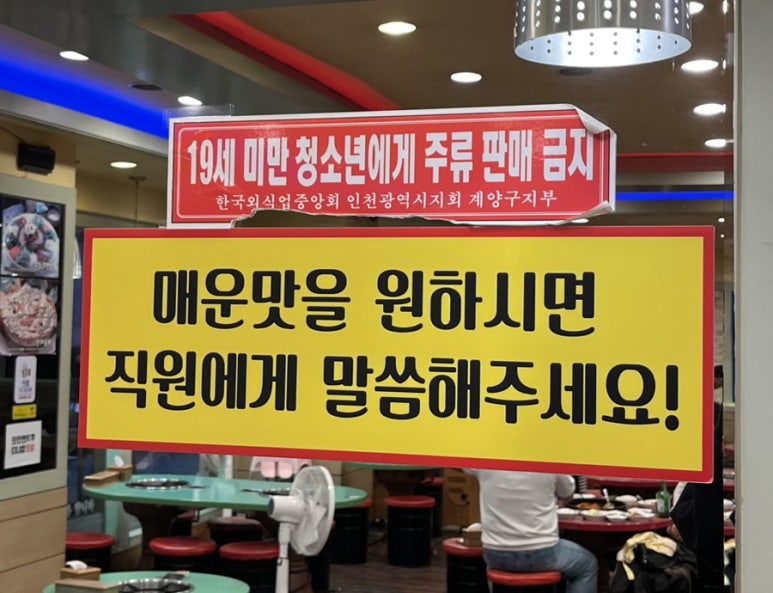 19세 미만 청소년에게 주류 판매 금지
한국외식업중앙회 인천광역시지회 계양구지부
매운맛을 원하시면
직원에게 말씀해주세요!